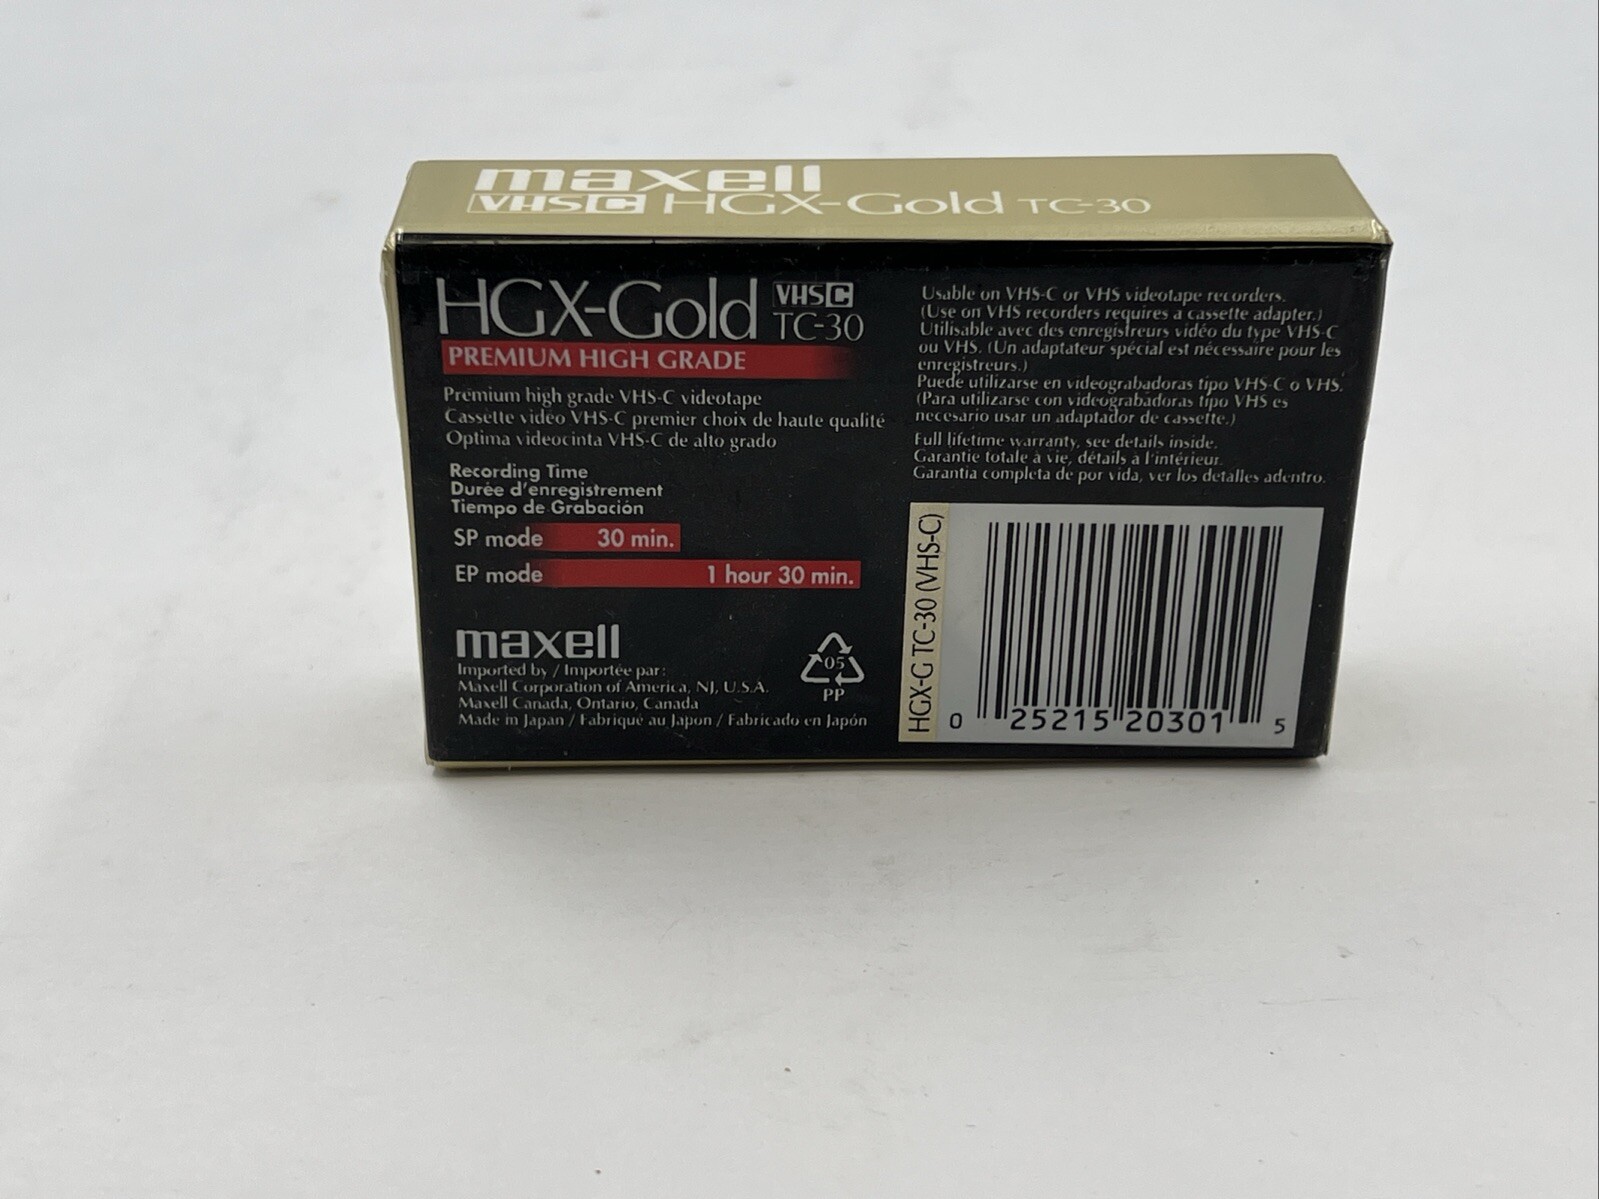 maxell
VHS C HGX-Gold TC-30
HGX-Gold VHS C
TC-30
PREMIUM HIGH GRADE
Premium high grade VHS-C videotape
Cassette vidéo VHS-C premier choix de haute qualité
Optima videocinta VHS-C de alto grado
Recording Time
Durée d'enregistrement
Tiempo de Grabación
SP mode 30 min.
EP mode 1 hour 30 min.
maxell
Imported by / Importée par:
Maxell Corporation of America, NJ, U.S.A.
Maxell Canada, Ontario, Canada
Made in Japan / Fabriqué au Japon / Fabricado en Japón
05
PP
Usable on VHS-C or VHS videotape recorders.
(Use on VHS recorders requires a cassette adapter.)
Utilisable avec des enregistreurs vidéo du type VHS-C
ou VHS. (Un adaptateur spécial est nécessaire pour les
enregistreurs.)
Puede utilizarse en videograbadoras tipo VHS-C o VHS.
(Para utilizarse con videograbadoras tipo VHS es
necesario usar un adaptador de cassette.)
Full lifetime warranty, see details inside.
Garantie totale à vie, détails à l'intérieur.
Garantia completa de por vida, ver los detalles adentro.
HGX-G TC-30 (VHS-C)
0 25215 20301 5